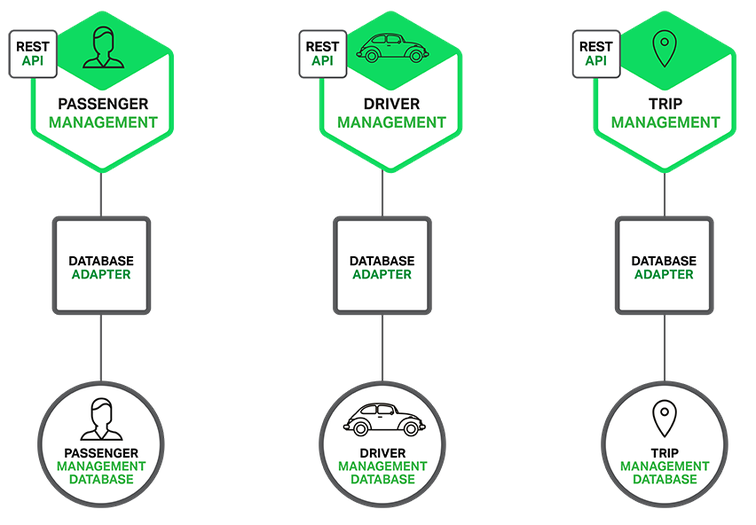 REST
API
PASSENGER
MANAGEMENT
REST
API
DRIVER
MANAGEMENT
REST
API
TRIP
MANAGEMENT
DATABASE
ADAPTER
DATABASE
ADAPTER
DATABASE
ADAPTER
PASSENGER
MANAGEMENT
DATABASE
DRIVER
MANAGEMENT
DATABASE
TRIP
MANAGEMENT
DATABASE